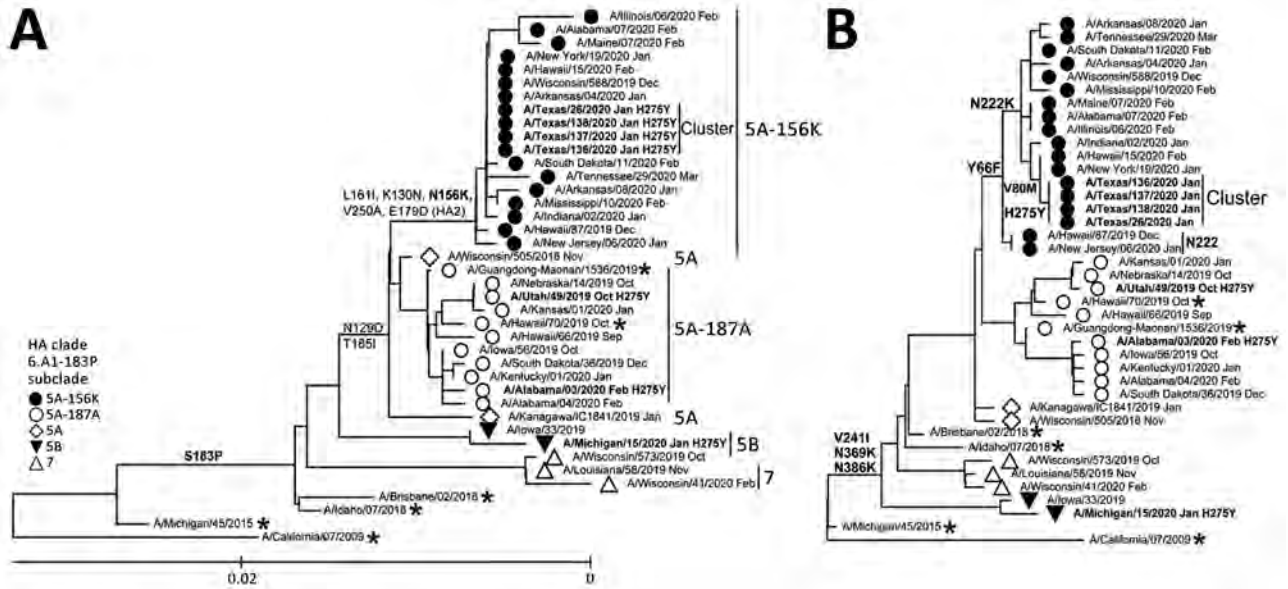 A
A/Illinois/06/2020 Feb
A/Alabama/07/2020 Feb
A/Maine/07/2020 Feb
A/New York/19/2020 Jan
A/Hawaii/15/2020 Feb
A/Wisconsin/588/2019 Dec
A/Arkansas/04/2020 Jan
A/Texas/26/2020 Jan H275Y
A/Texas/138/2020 Jan H275Y
A/Texas/137/2020 Jan H275Y
A/Texas/136/2020 Jan H275Y
Cluster
5A-156K
A/South Dakota/11/2020 Feb
A/Tennessee/29/2020 Mar
A/Arkansas/08/2020 Jan
A/Mississippi/10/2020 Feb
A/Indiana/02/2020 Jan
A/Hawaii/87/2019 Dec
A/New Jersey/06/2020 Jan
L161I, K130N, N156K,
V250A, E179D (HA2)
A/Wisconsin/505/2018 Nov
5A
A/Guangdong-Maonan/1536/2019 *
A/Nebraska/14/2019 Oct
A/Utah/49/2019 Oct H275Y
A/Kansas/01/2020 Jan
A/Hawaii/70/2019 Oct *
A/Hawaii/66/2019 Sep
A/Iowa/56/2019 Oct
A/South Dakota/36/2019 Dec
A/Kentucky/01/2020 Jan
A/Alabama/03/2020 Feb H275Y
A/Alabama/04/2020 Feb
5A-187A
N129D
T185I
A/Kanagawa/IC1841/2019 Jan
5A
A/Iowa/33/2019
A/Michigan/15/2020 Jan H275Y
5B
A/Wisconsin/573/2019 Oct
A/Louisiana/58/2019 Nov
A/Wisconsin/41/2020 Feb
7
S183P
A/Brisbane/02/2018 *
A/Idaho/07/2018 *
A/Michigan/45/2015 *
A/California/07/2009 *
HA clade
6.A1-183P
subclade
5A-156K
5A-187A
5A
5B
7
0.02
0
B
A/Arkansas/08/2020 Jan
A/Tennessee/29/2020 Mar
A/South Dakota/11/2020 Feb
A/Arkansas/04/2020 Jan
A/Wisconsin/588/2019 Dec
A/Mississippi/10/2020 Feb
N222K
A/Maine/07/2020 Feb
A/Alabama/07/2020 Feb
A/Illinois/06/2020 Feb
A/Indiana/02/2020 Jan
A/Hawaii/15/2020 Feb
A/New York/19/2020 Jan
Y66F
V80M
H275Y
A/Texas/136/2020 Jan
A/Texas/137/2020 Jan
A/Texas/138/2020 Jan
A/Texas/26/2020 Jan
Cluster
A/Hawaii/87/2019 Dec
A/New Jersey/06/2020 Jan
N222
A/Kansas/01/2020 Jan
A/Nebraska/14/2019 Oct
A/Utah/49/2019 Oct H275Y
A/Hawaii/70/2019 Oct *
A/Hawaii/66/2019 Sep
A/Guangdong-Maonan/1536/2019 *
A/Alabama/03/2020 Feb H275Y
A/Iowa/56/2019 Oct
A/Kentucky/01/2020 Jan
A/Alabama/04/2020 Feb
A/South Dakota/36/2019 Dec
A/Kanagawa/IC1841/2019 Jan
A/Wisconsin/505/2018 Nov
A/Brisbane/02/2018 *
A/Idaho/07/2018 *
V241I
N369K
N386K
A/Wisconsin/573/2019 Oct
A/Louisiana/58/2019 Nov
A/Wisconsin/41/2020 Feb
A/Iowa/33/2019
A/Michigan/15/2020 Jan H275Y
A/Michigan/45/2015 *
A/California/07/2009 *